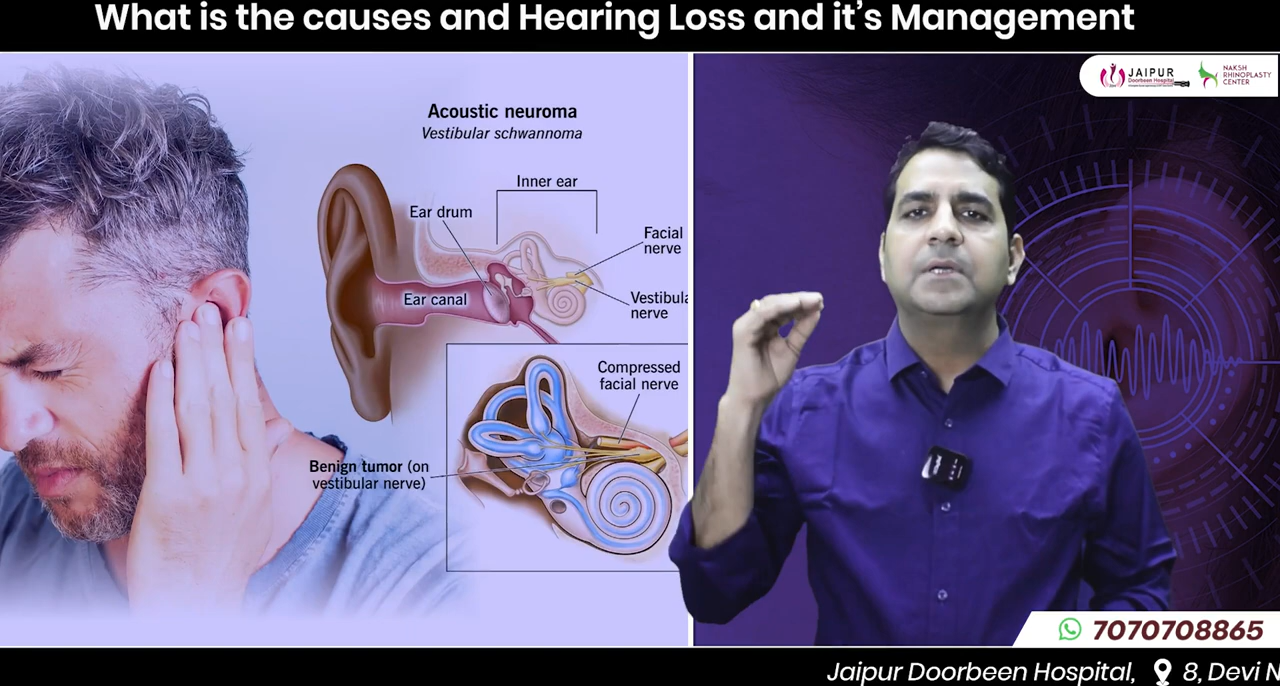 What is the causes and Hearing Loss and it's Management
Acoustic neuroma
Vestibular schwannoma
Inner ear
Ear drum
Facial
nerve
Ear canal
nerve
Compressed
facial nerve
Benign tumor (on
vestibular nerve)
JAIPUR
Doorbeen Hospital
NAKSH
RHINOPLASTY
CENTER
7070708865
Jaipur Doorbeen Hospital,
8, Devi N